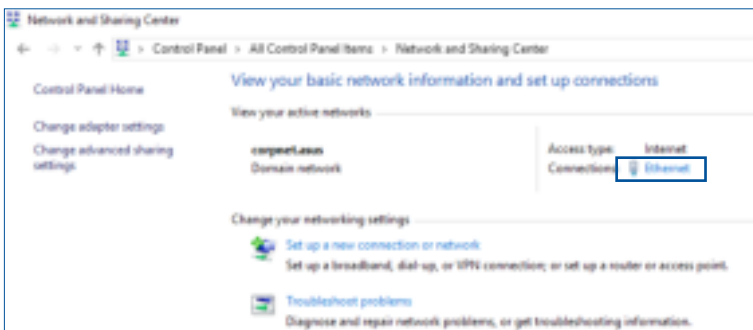 Network and Sharing Center
Control Panel > All Control Panel Items > Network and Sharing Center
Control Panel Home
Change adapter settings
Change advanced sharing
settings
View your basic network information and set up connections
View your active networks
corpnet.asus
Domain network
Access type: Internet
Connections: Ethernet
Change your networking settings
Set up a new connection or network
Set up a broadband, dial-up, or VPN connection; or set up a router or access point.
Troubleshoot problems
Diagnose and repair network problems, or get troubleshooting information.